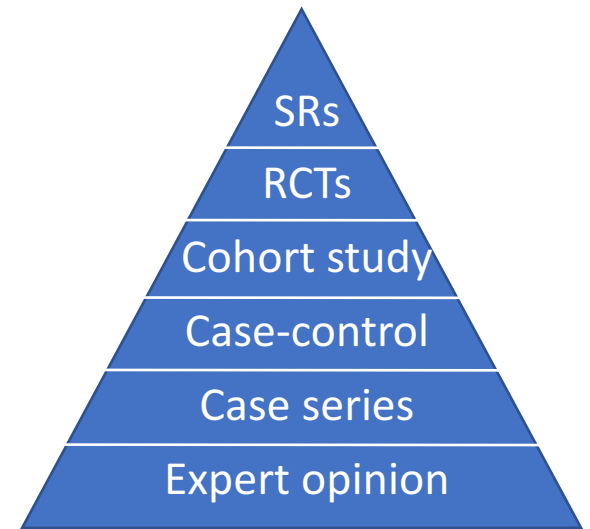 SRs
RCTs
Cohort study
Case-control
Case series
Expert opinion